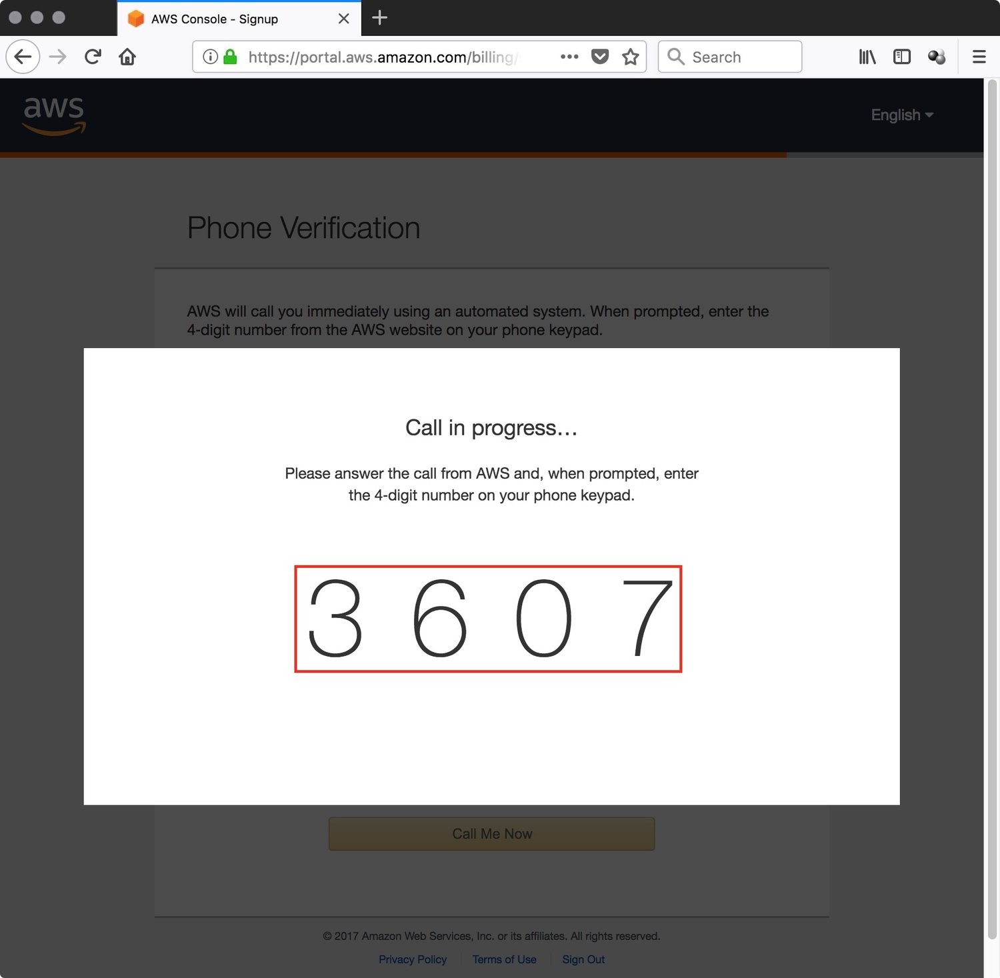 AWS Console - Signup
https://portal.aws.amazon.com/billing/
Search
aws
English
Phone Verification
AWS will call you immediately using an automated system. When prompted, enter the
4-digit number from the AWS website on your phone keypad.
Call in progress...
Please answer the call from AWS and, when prompted, enter
the 4-digit number on your phone keypad.
3 6 0 7
Call Me Now
© 2017 Amazon Web Services, Inc. or its affiliates. All rights reserved.
Privacy Policy Terms of Use Sign Out